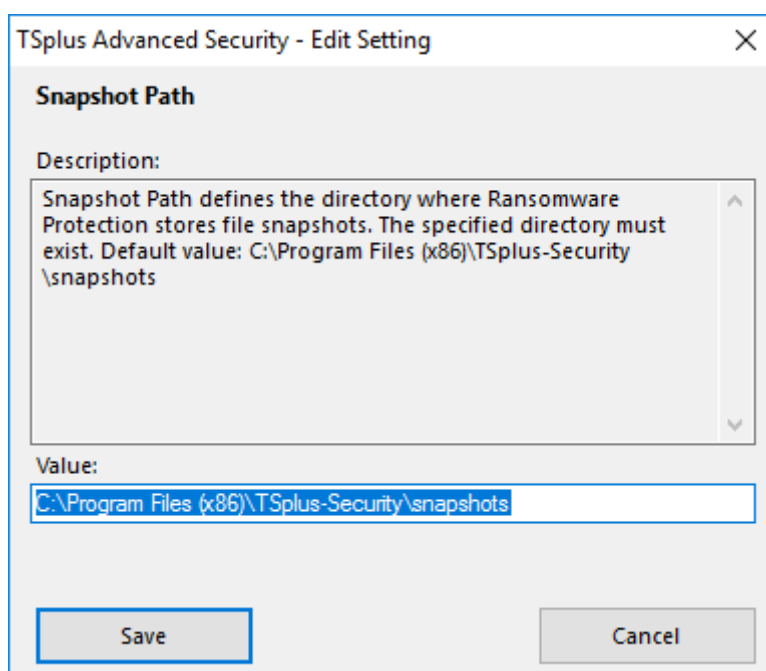 TSplus Advanced Security - Edit Setting
Snapshot Path
Description:
Snapshot Path defines the directory where Ransomware
Protection stores file snapshots. The specified directory must
exist. Default value: C:\Program Files (x86)\TSplus-Security
\snapshots
Value:
C:\Program Files (x86)\TSplus-Security\snapshots
Save
Cancel